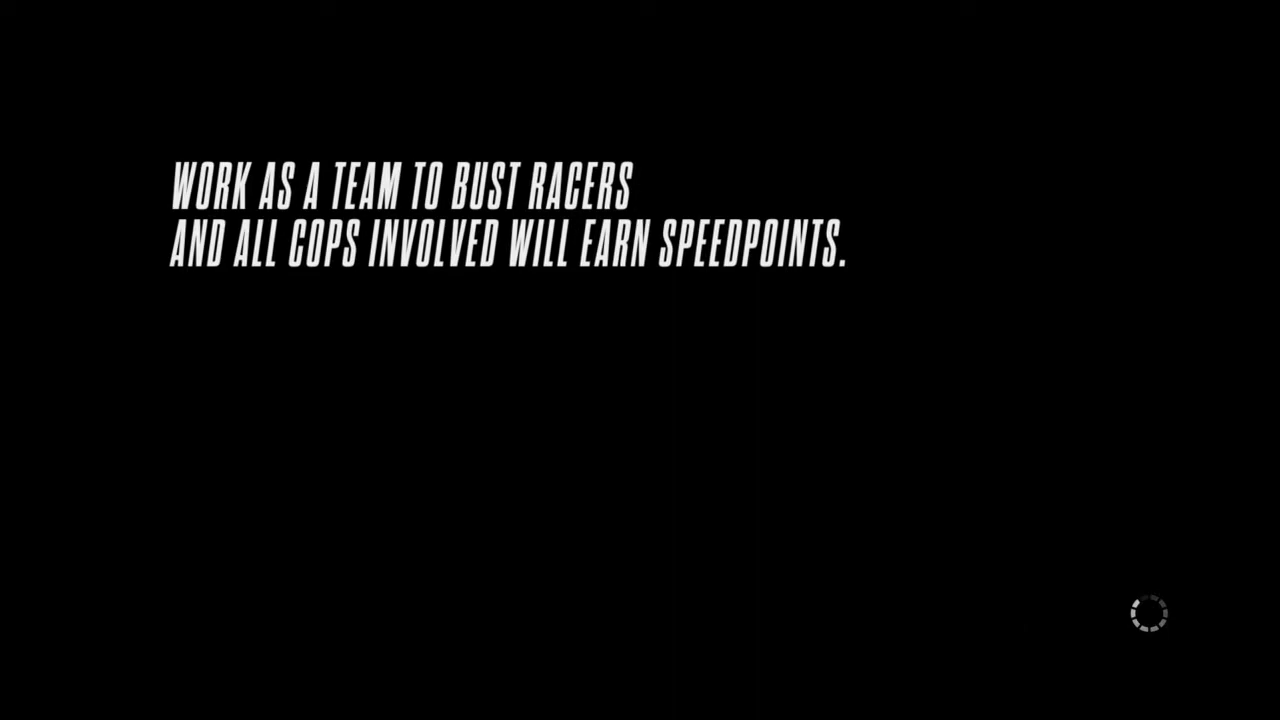 WORK AS A TEAM TO BUST RACERS
AND ALL COPS INVOLVED WILL EARN SPEEDPOINTS.